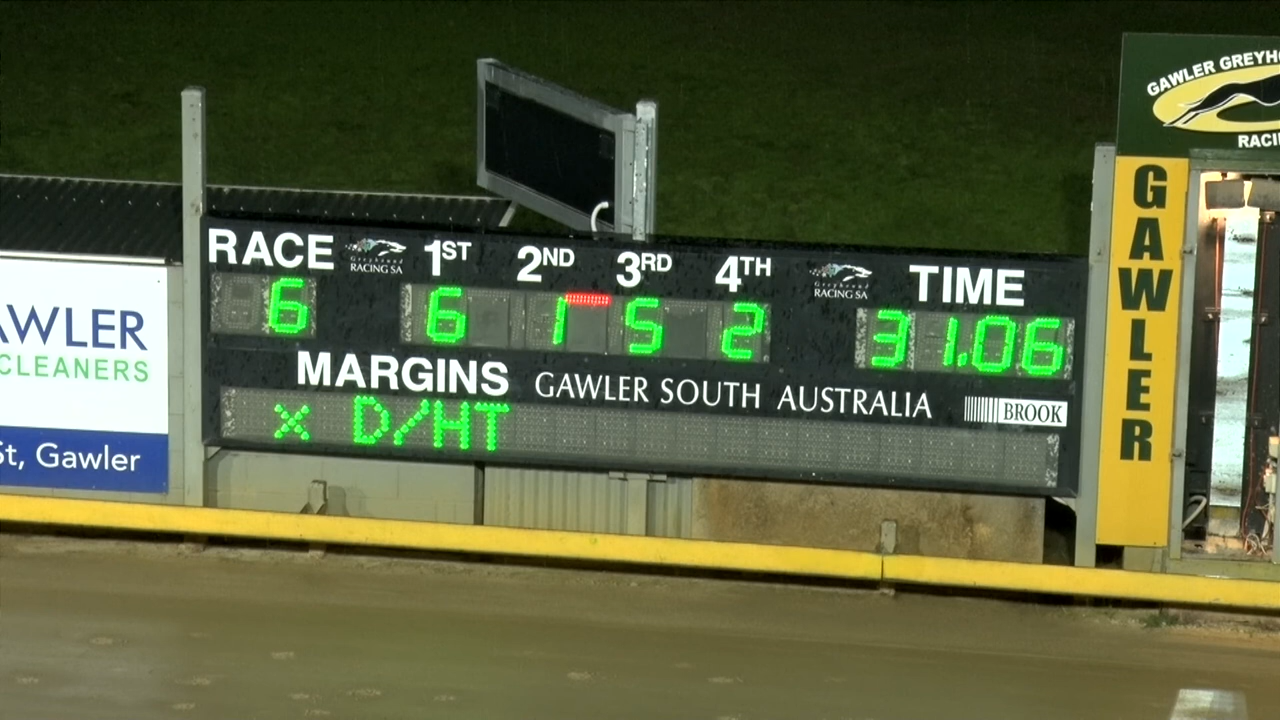 GAWLER GREYHO
RACI
GAWLER
RACE 1ST 2ND 3RD 4TH TIME
Greyhound RACING SA
Greyhound RACING SA
6 6 1 5 2 31.06
MARGINS GAWLER SOUTH AUSTRALIA BROOK
x D/HT
AWLER
CLEANERS
St, Gawler